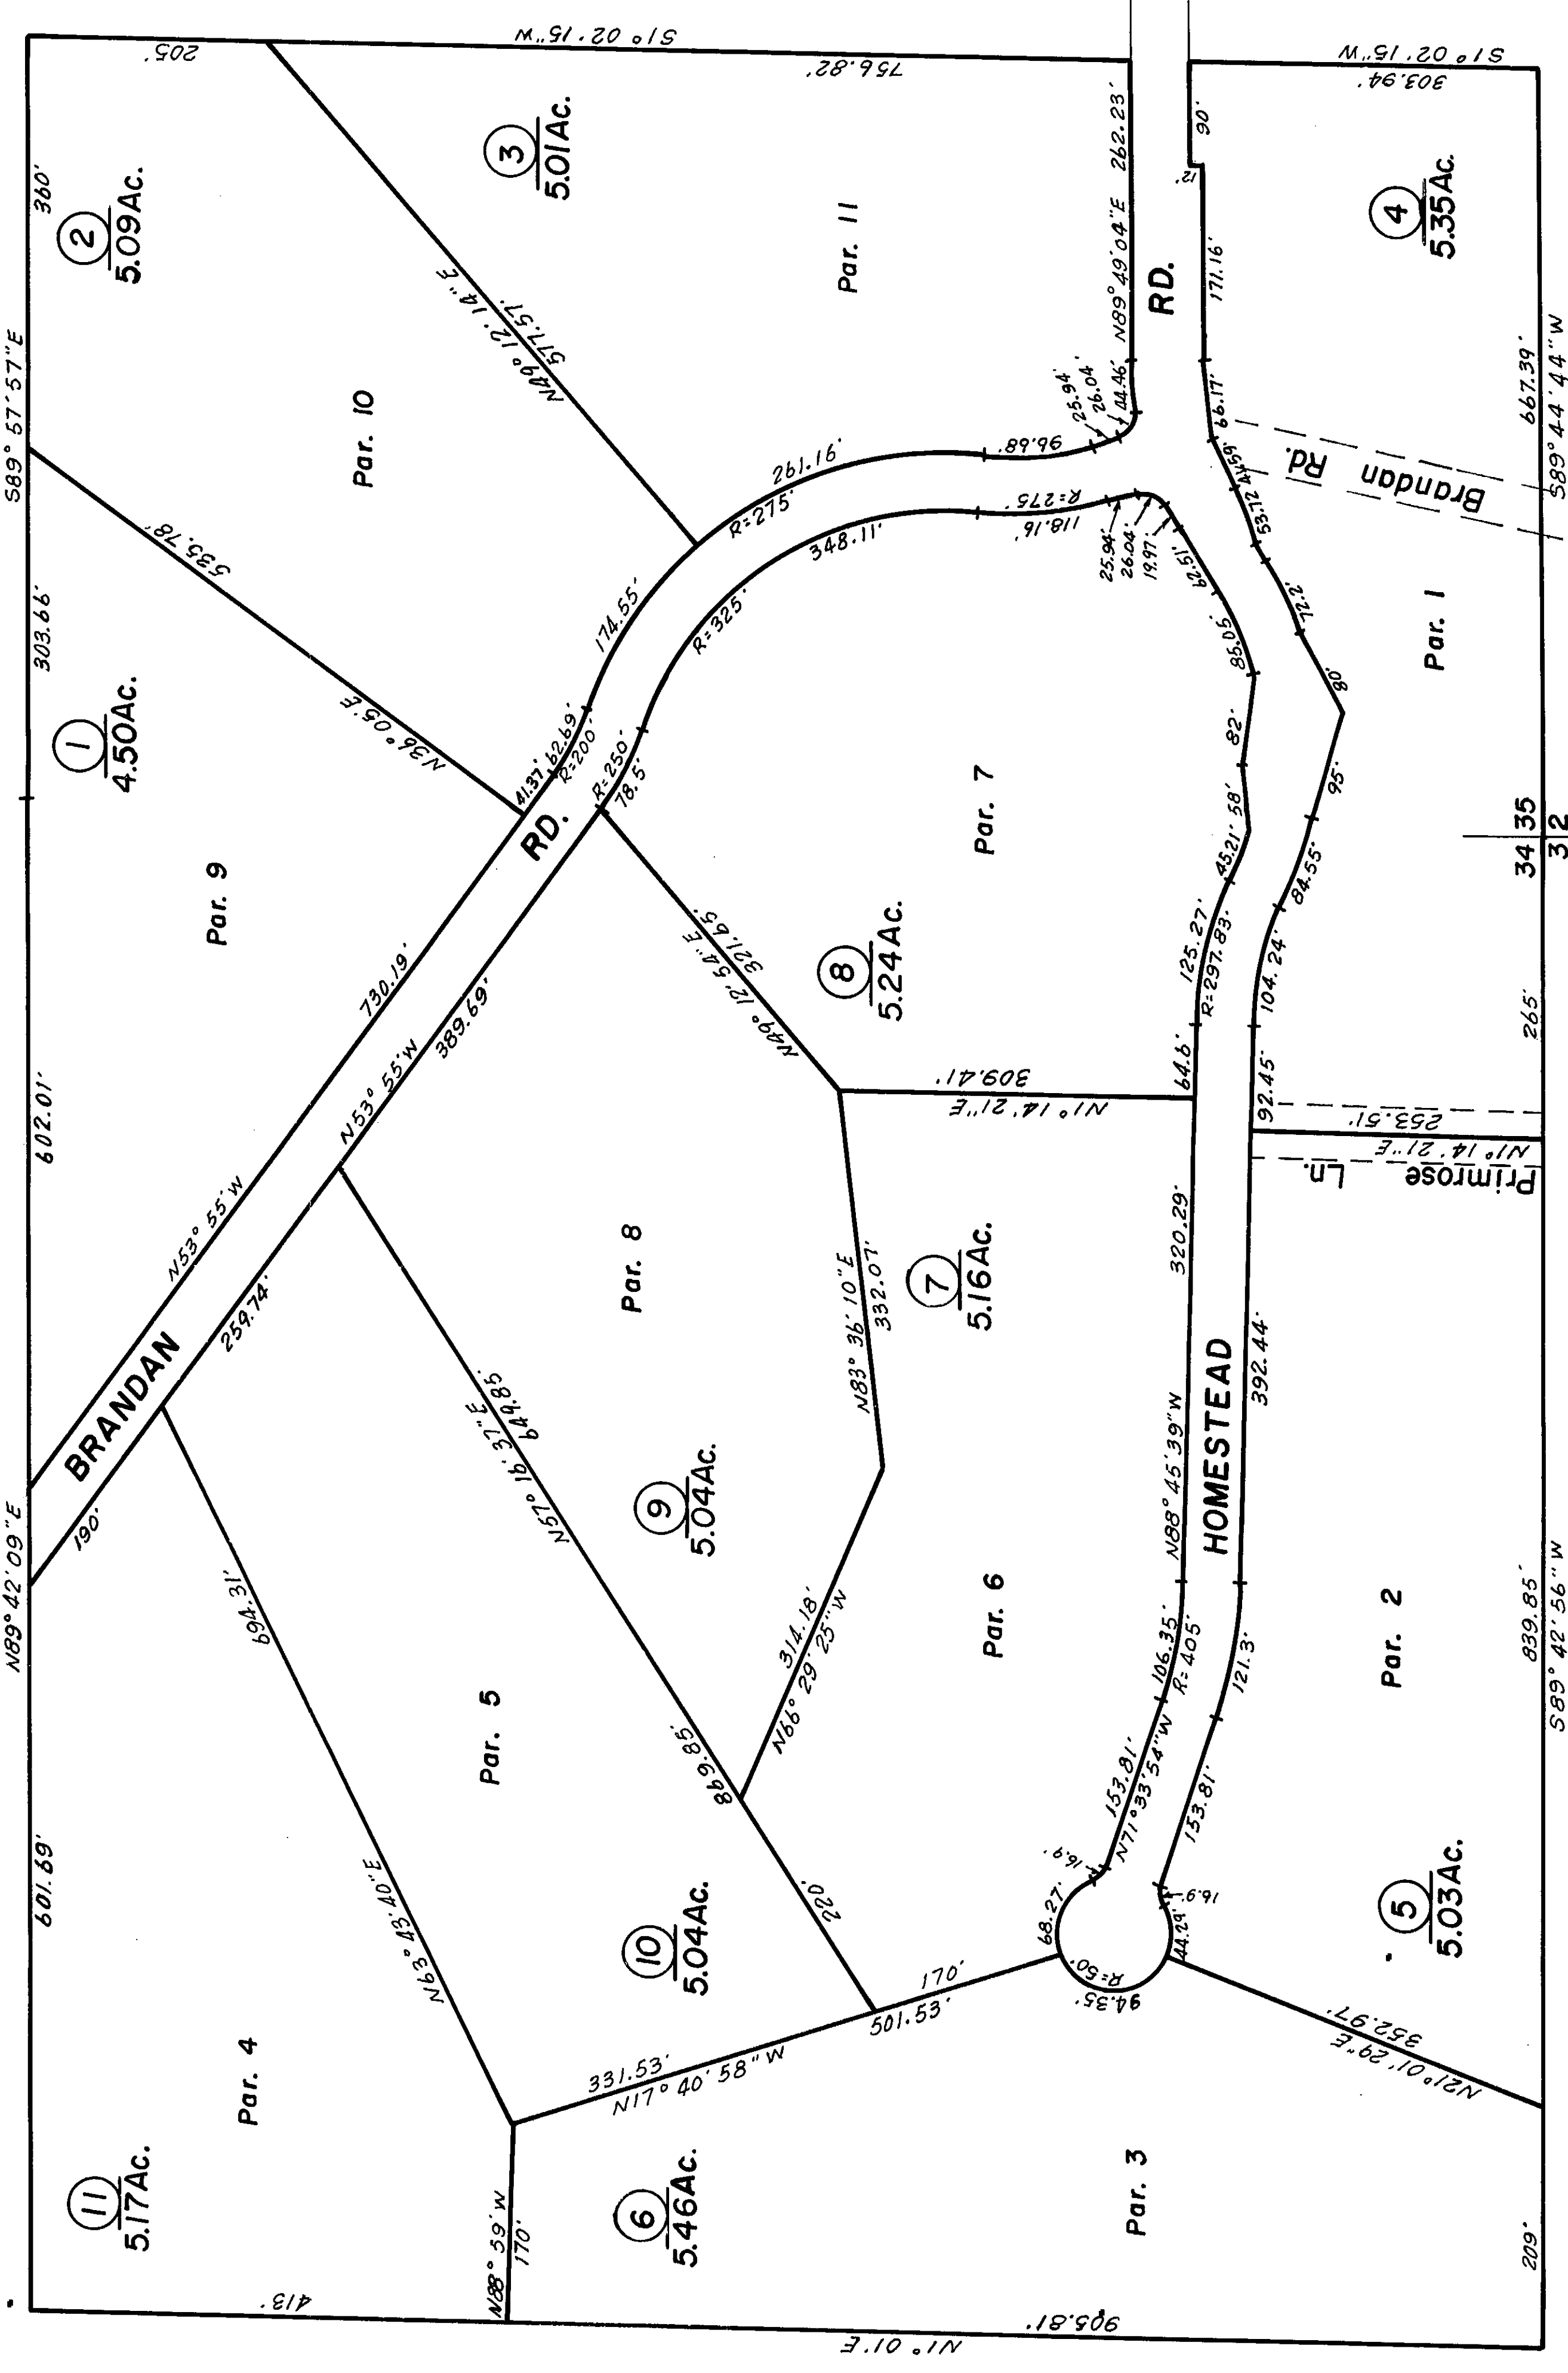 N89° 42' 09" E
S89° 57' 57" E
601.69'
602.01'
303.66'
360'
205'
S1° 02' 15" W
756.82'
S1° 02' 15" W
303.94'
413'
11
5.17Ac.
Par. 4
N88° 59' W
170'
N63° 43' 40" E
694.31'
190'
BRANDAN
RD.
259.74'
N53° 55' W
N53° 55' W
730.19'
389.69'
1
4.50Ac.
Par. 9
N36° 05' E
535.78'
2
5.09Ac.
Par. 10
N49° 12' 14" E
577.57'
3
5.01Ac.
Par. 11
41.37'
62.69'
R=200'
R=250'
78.5'
174.55'
R=275'
291.19'
R=325'
348.11'
96.68'
R=275'
118.16'
25.94'
26.04'
44.46'
25.94'
26.04'
19.97'
N89° 49' 04" E
262.23'
RD.
90'
12'
171.16'
66.17'
44.59'
53.72'
72.2'
80'
95'
84.55'
104.24'
92.45'
62.51'
85.05'
82'
58'
45.21'
125.27'
R=297.83'
64.6'
Brandan Rd.
4
5.35Ac.
Par. 1
667.39'
S89° 44' 44" W
265'
34 35
3 2
Par. 7
8
5.24Ac.
N49° 12' 54" E
321.65'
309.41'
N1° 14' 21" E
253.51'
N1° 14' 21" E
Primrose Ln.
Par. 8
9
5.04Ac.
N57° 16' 37" E
649.85'
869.85'
220'
N83° 36' 10" E
332.07'
N66° 29' 25" W
314.18'
7
5.16Ac.
Par. 6
320.29'
N88° 45' 39" W
HOMESTEAD
392.44'
106.35'
R=405'
121.3'
153.81'
N71° 33' 54" W
153.81'
16.9'
16.9'
68.27'
44.29'
R=50'
94.35'
Par. 5
10
5.04Ac.
331.53'
N17° 40' 58" W
501.53'
170'
6
5.46Ac.
Par. 3
905.81'
N1° 01' E
209'
N21° 01' 29" E
352.97'
5
5.03Ac.
Par. 2
839.85'
S89° 42' 56" W